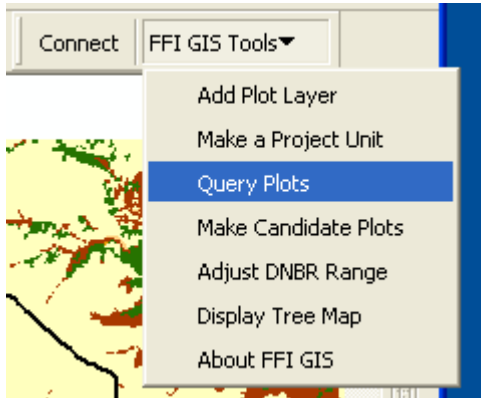 Connect FFI GIS Tools▼
Add Plot Layer
Make a Project Unit
Query Plots
Make Candidate Plots
Adjust DNBR Range
Display Tree Map
About FFI GIS